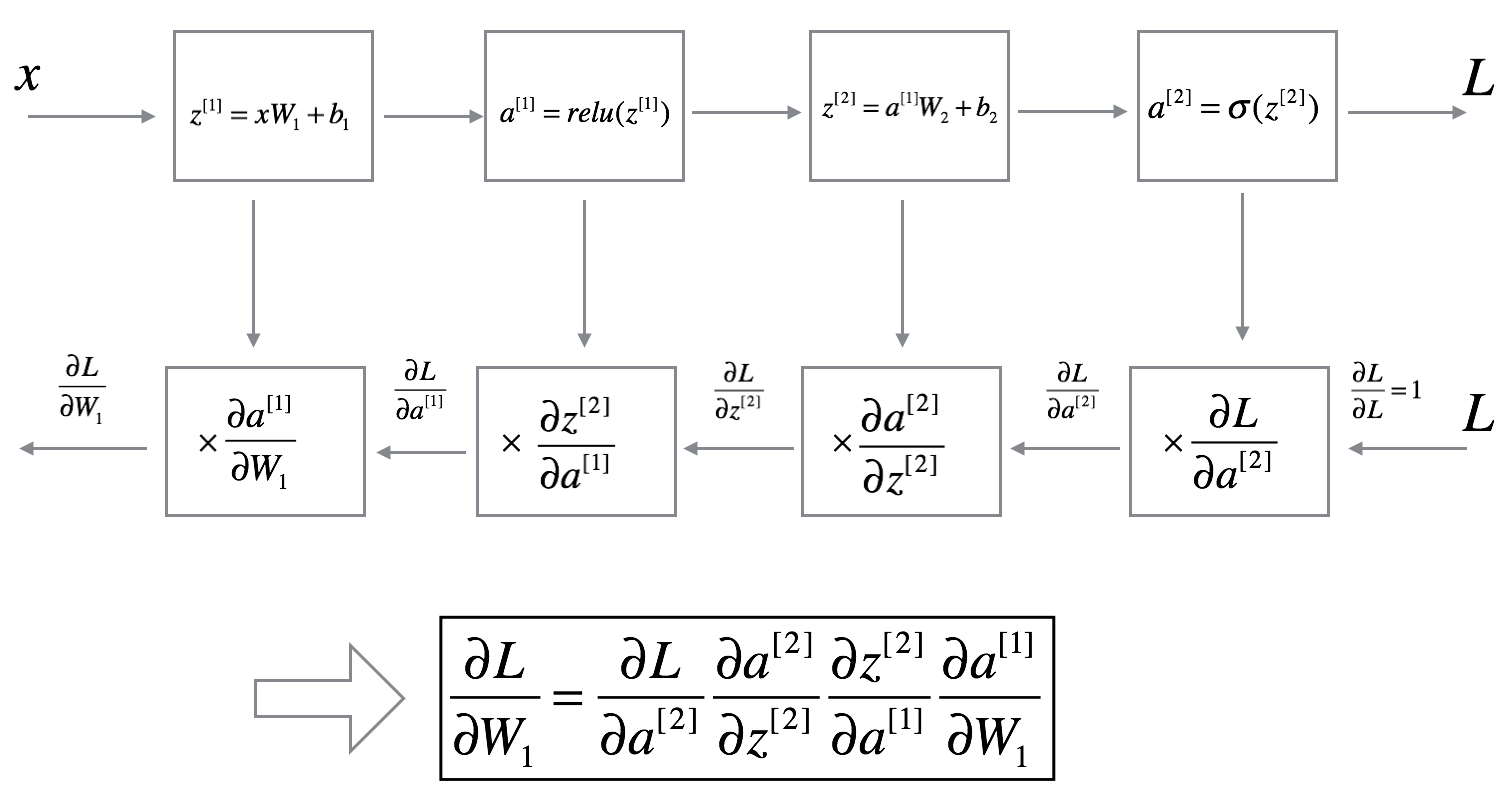 x
z^[1] = xW_1 + b_1
a^[1] = relu(z^[1])
z^[2] = a^[1]W_2 + b_2
a^[2] = σ(z^[2])
L
∂L/∂W_1
× ∂a^[1]/∂W_1
∂L/∂a^[1]
× ∂z^[2]/∂a^[1]
∂L/∂z^[2]
× ∂a^[2]/∂z^[2]
∂L/∂a^[2]
× ∂L/∂a^[2]
∂L/∂L = 1
L
∂L/∂W_1 = ∂L/∂a^[2] ∂a^[2]/∂z^[2] ∂z^[2]/∂a^[1] ∂a^[1]/∂W_1